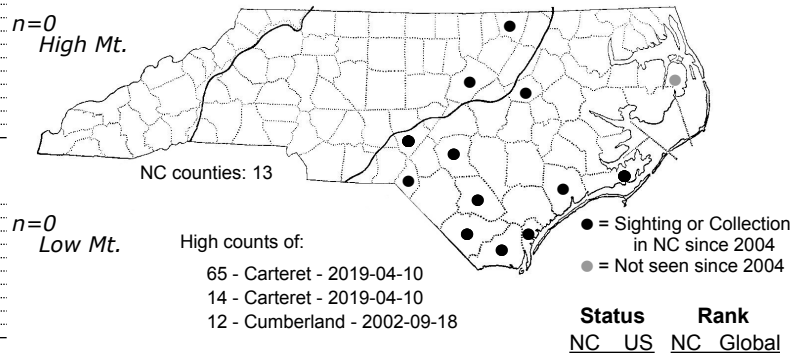 n=0
High Mt.
NC counties: 13
n=0
Low Mt.
High counts of:
65 - Carteret - 2019-04-10
14 - Carteret - 2019-04-10
12 - Cumberland - 2002-09-18
● = Sighting or Collection
in NC since 2004
● = Not seen since 2004
Status Rank
NC US NC Global